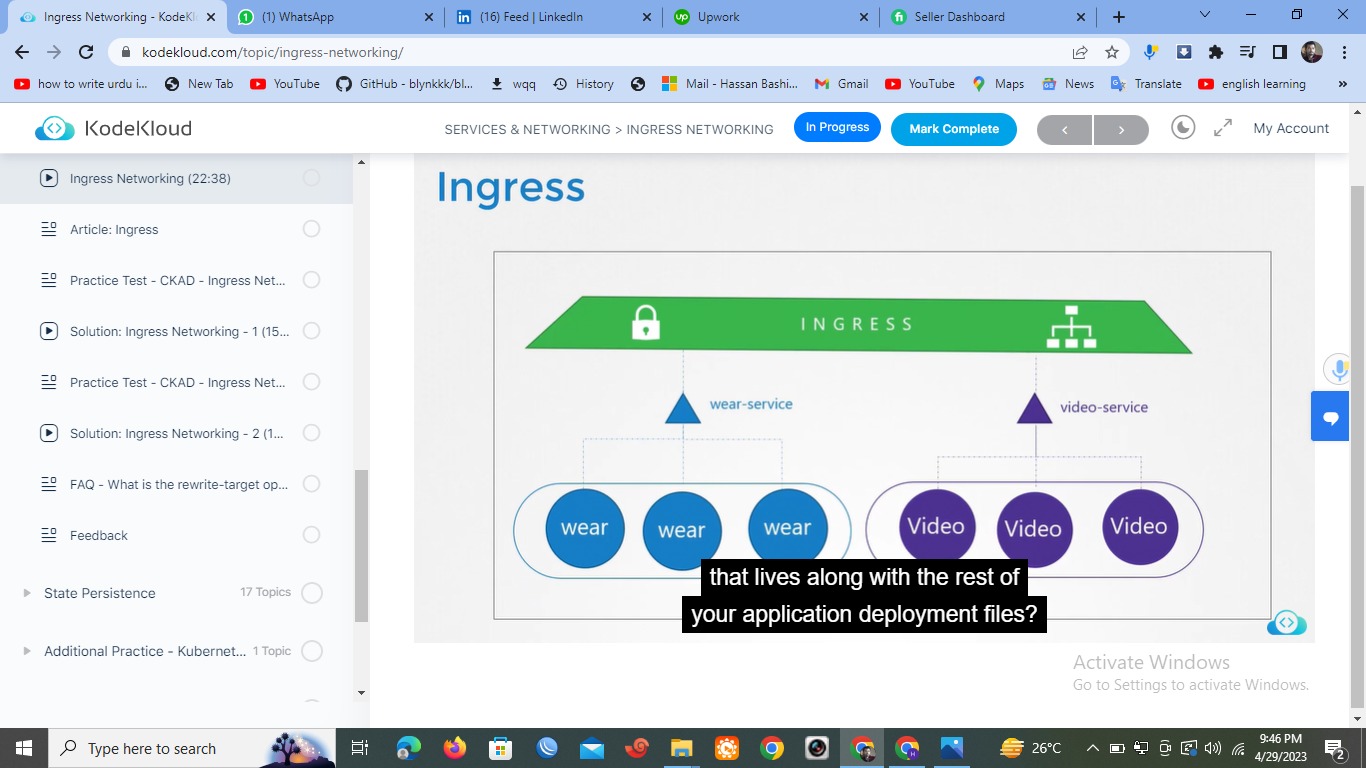 Ingress Networking - KodeKl
(1) WhatsApp
(16) Feed | LinkedIn
Upwork
Seller Dashboard
kodekloud.com/topic/ingress-networking/
how to write urdu i...
New Tab
YouTube
GitHub - blynkkk/bl...
wqq
History
Mail - Hassan Bashi...
Gmail
YouTube
Maps
News
Translate
english learning
»
KodeKloud
SERVICES & NETWORKING > INGRESS NETWORKING
In Progress
Mark Complete
My Account
Ingress Networking (22:38)
Article: Ingress
Practice Test - CKAD - Ingress Net...
Solution: Ingress Networking - 1 (15...
Practice Test - CKAD - Ingress Net...
Solution: Ingress Networking - 2 (1...
FAQ - What is the rewrite-target op...
Feedback
State Persistence 17 Topics
Additional Practice - Kubernet... 1 Topic
Ingress
INGRESS
wear-service
video-service
wear wear wear
Video Video Video
that lives along with the rest of
your application deployment files?
Activate Windows
Go to Settings to activate Windows.
Type here to search
26°C
9:46 PM
4/29/2023
2